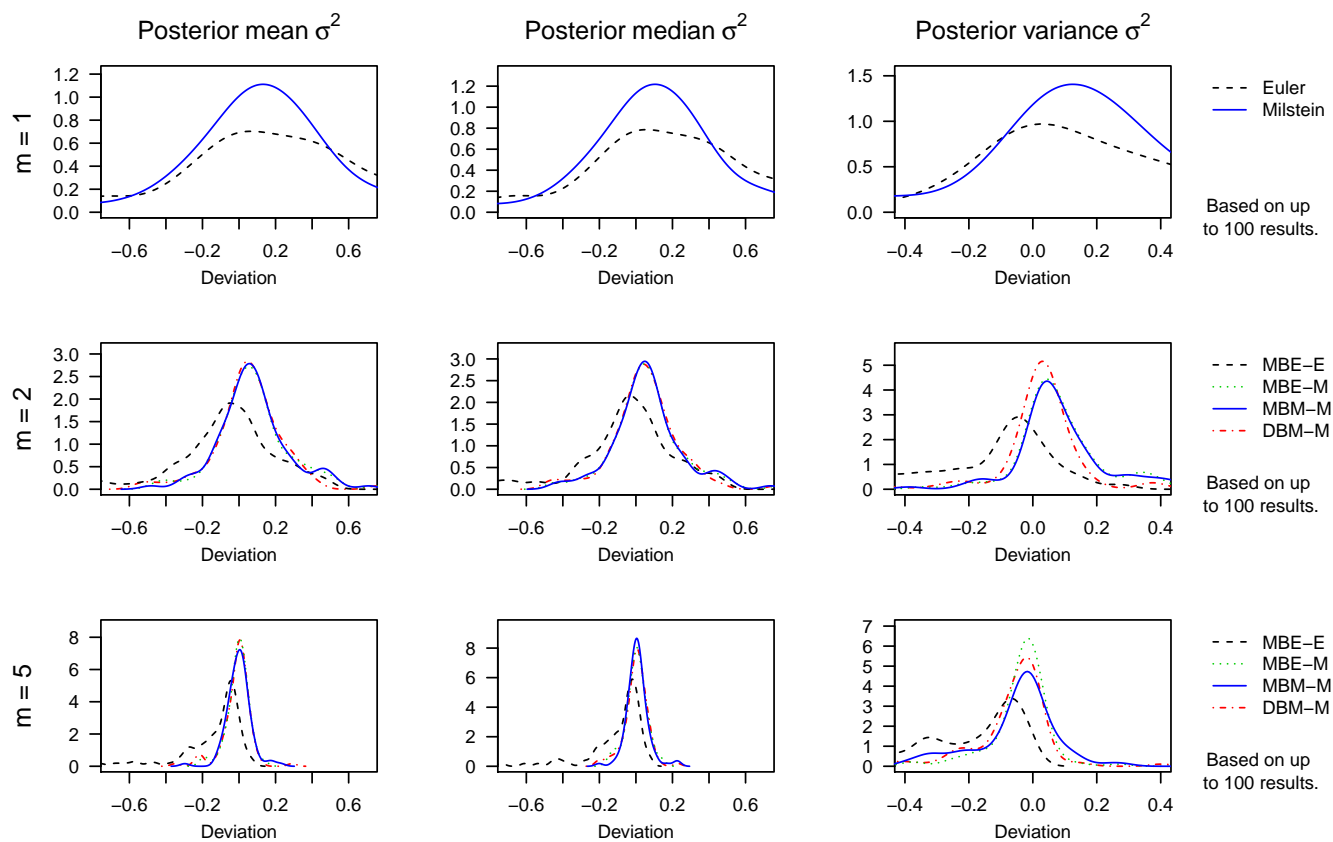 Posterior mean σ²
Posterior median σ²
Posterior variance σ²
m = 1
0.0 0.2 0.4 0.6 0.8 1.0 1.2
−0.6 −0.2 0.2 0.6
Deviation
0.0 0.2 0.4 0.6 0.8 1.0 1.2
−0.6 −0.2 0.2 0.6
Deviation
0.0 0.5 1.0 1.5
−0.4 −0.2 0.0 0.2 0.4
Deviation
Euler
Milstein
Based on up
to 100 results.
m = 2
0.0 0.5 1.0 1.5 2.0 2.5 3.0
−0.6 −0.2 0.2 0.6
Deviation
0.0 0.5 1.0 1.5 2.0 2.5 3.0
−0.6 −0.2 0.2 0.6
Deviation
0 1 2 3 4 5
−0.4 −0.2 0.0 0.2 0.4
Deviation
MBE−E
MBE−M
MBM−M
DBM−M
Based on up
to 100 results.
m = 5
0 2 4 6 8
−0.6 −0.2 0.2 0.6
Deviation
0 2 4 6 8
−0.6 −0.2 0.2 0.6
Deviation
0 1 2 3 4 5 6 7
−0.4 −0.2 0.0 0.2 0.4
Deviation
MBE−E
MBE−M
MBM−M
DBM−M
Based on up
to 100 results.